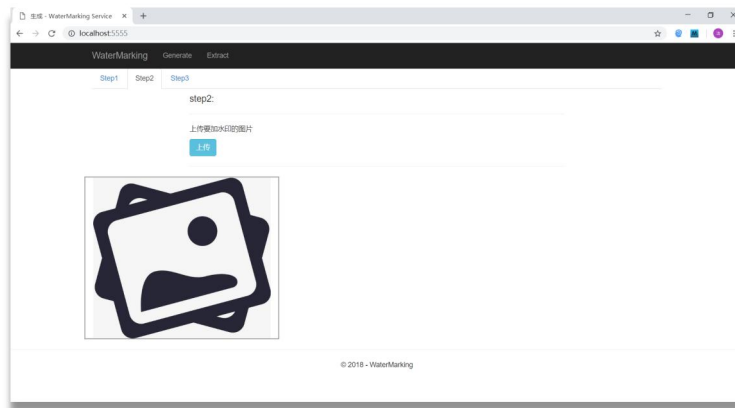 生成 - WaterMarking Service
localhost:5555
WaterMarking Generate Extract
Step1 Step2 Step3
step2:
上传要加水印的图片
上传
© 2018 - WaterMarking